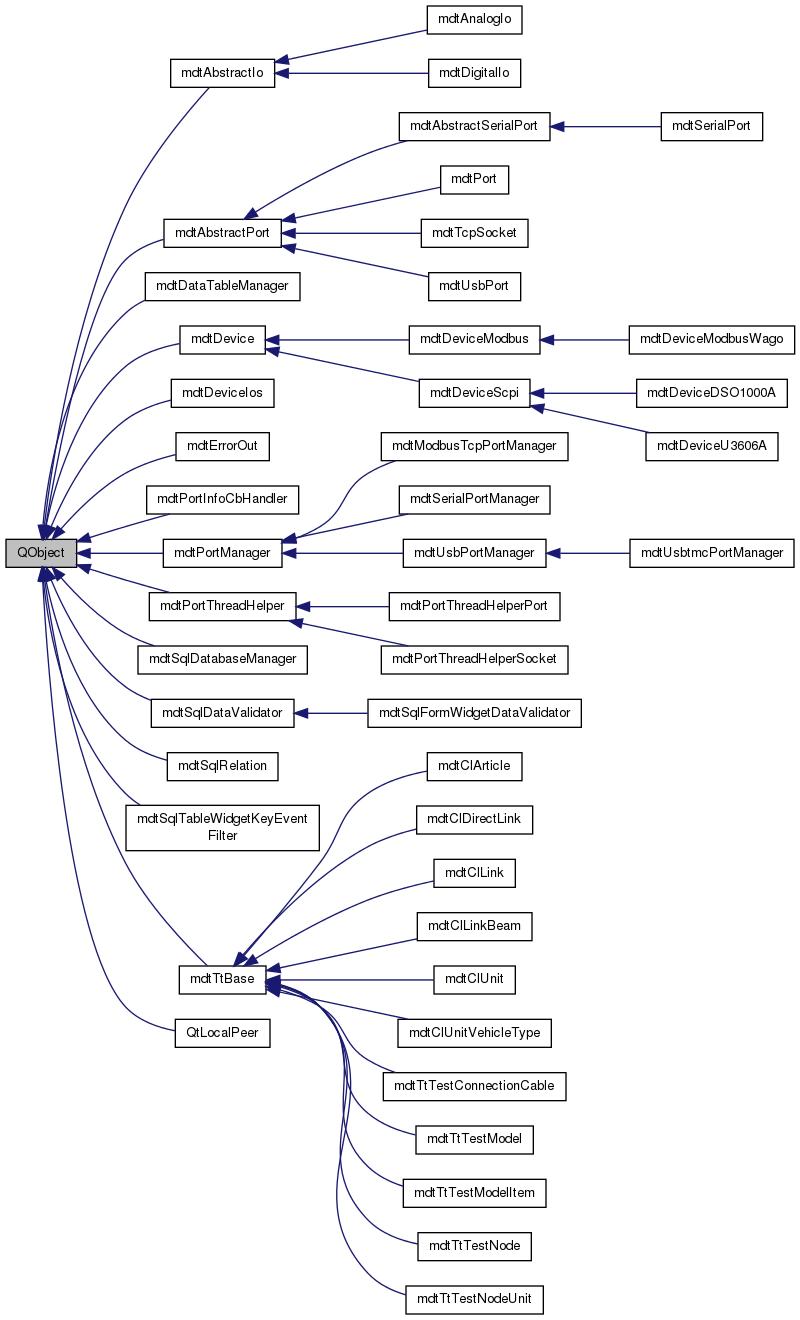 mdtAnalogIo
mdtAbstractIo
mdtDigitalIo
mdtAbstractSerialPort
mdtSerialPort
mdtPort
mdtAbstractPort
mdtTcpSocket
mdtUsbPort
mdtDataTableManager
mdtDevice
mdtDeviceModbus
mdtDeviceModbusWago
mdtDeviceIos
mdtDeviceScpi
mdtDeviceDSO1000A
mdtErrorOut
mdtModbusTcpPortManager
mdtDeviceU3606A
mdtPortInfoCbHandler
mdtSerialPortManager
QObject
mdtPortManager
mdtUsbPortManager
mdtUsbtmcPortManager
mdtPortThreadHelper
mdtPortThreadHelperPort
mdtSqlDatabaseManager
mdtPortThreadHelperSocket
mdtSqlDataValidator
mdtSqlFormWidgetDataValidator
mdtSqlRelation
mdtClArticle
mdtSqlTableWidgetKeyEvent
Filter
mdtClDirectLink
mdtClLink
mdtClLinkBeam
mdtTtBase
mdtClUnit
QtLocalPeer
mdtClUnitVehicleType
mdtTtTestConnectionCable
mdtTtTestModel
mdtTtTestModelItem
mdtTtTestNode
mdtTtTestNodeUnit